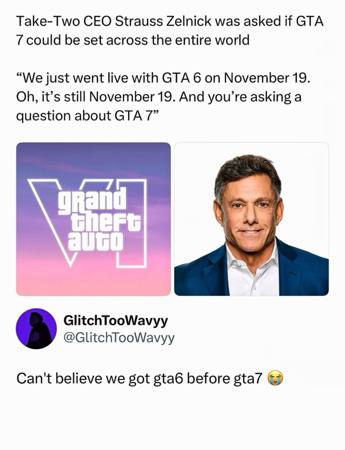 Take-Two CEO Strauss Zelnick was asked if GTA
7 could be set across the entire world
“We just went live with GTA 6 on November 19.
Oh, it’s still November 19. And you’re asking a
question about GTA 7”
VI
grand
theft
auto
GlitchTooWavyy
@GlitchTooWavyy
Can't believe we got gta6 before gta7 😭